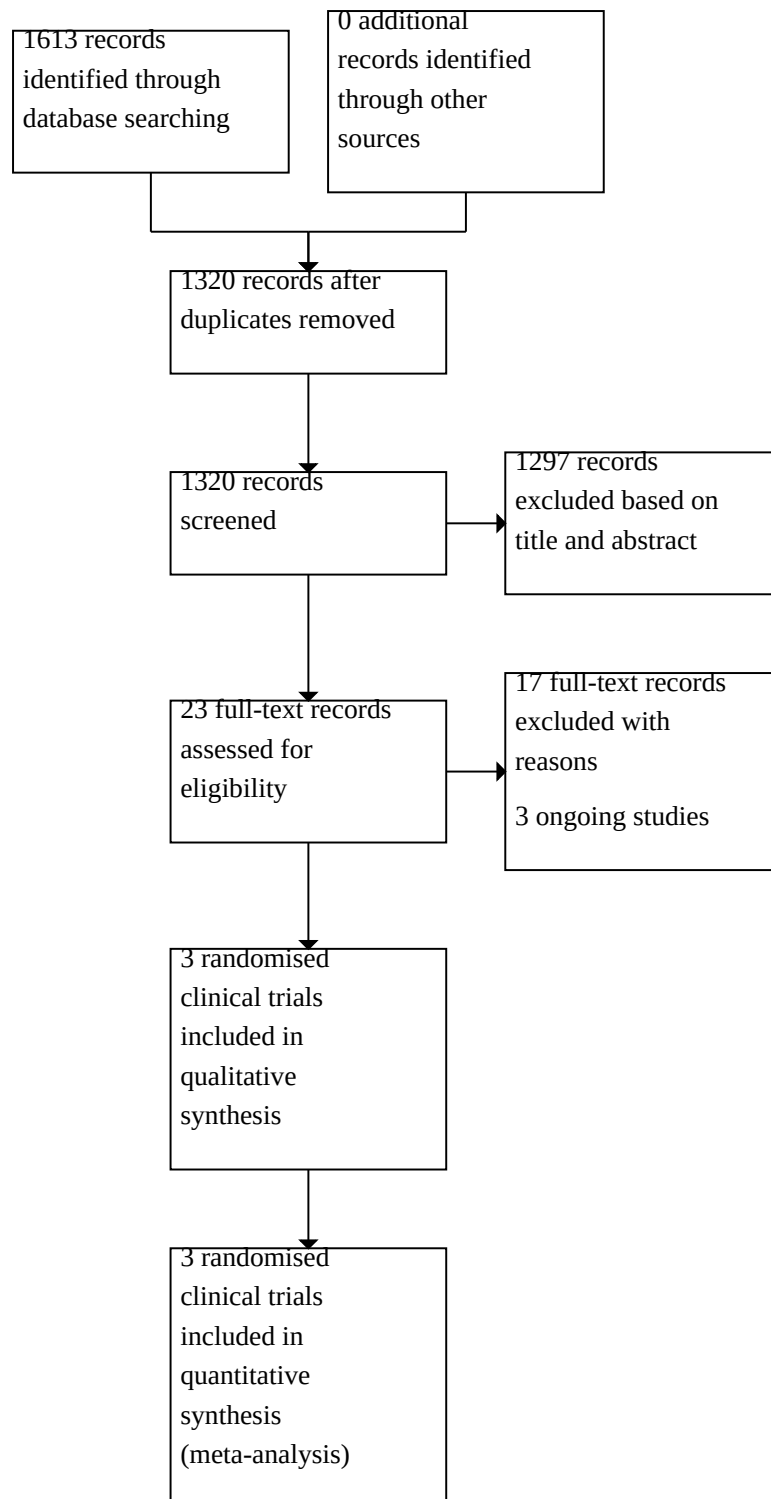 1613 records
identified through
database searching
0 additional
records identified
through other
sources
1320 records after
duplicates removed
1320 records
screened
1297 records
excluded based on
title and abstract
23 full-text records
assessed for
eligibility
17 full-text records
excluded with
reasons
3 ongoing studies
3 randomised
clinical trials
included in
qualitative
synthesis
3 randomised
clinical trials
included in
quantitative
synthesis
(meta-analysis)